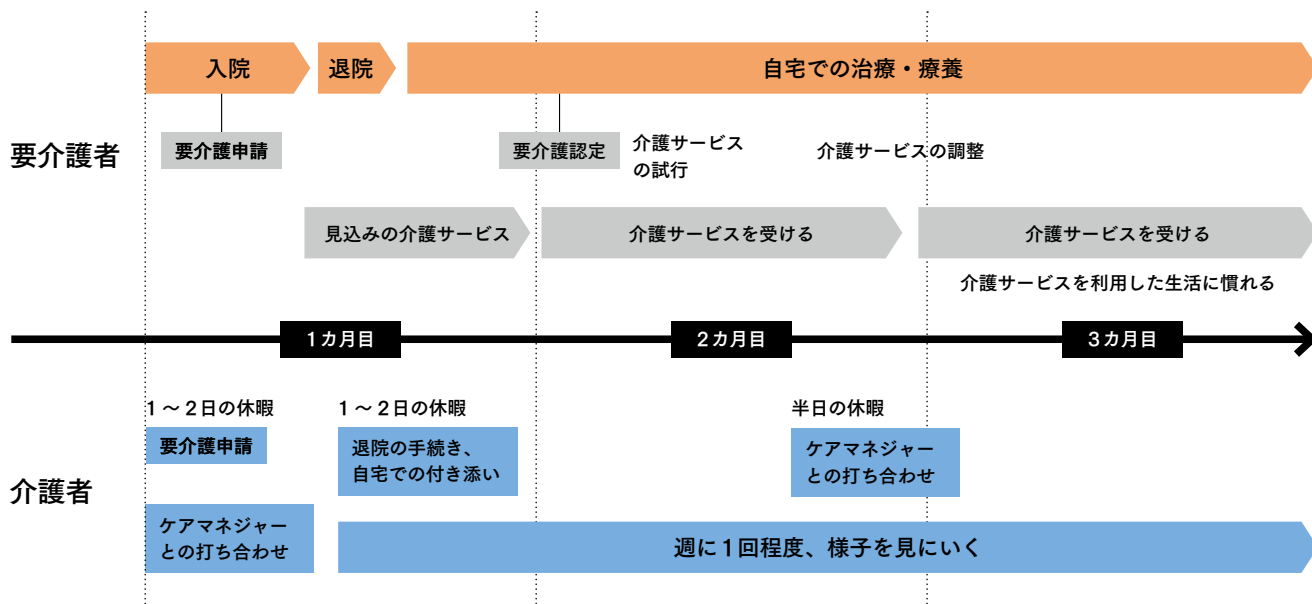 入院
退院
自宅での治療・療養
要介護者
要介護申請
要介護認定
介護サービス
の試行
介護サービスの調整
見込みの介護サービス
介護サービスを受ける
介護サービスを受ける
介護サービスを利用した生活に慣れる
1カ月目
2カ月目
3カ月目
介護者
1〜2日の休暇
要介護申請
1〜2日の休暇
退院の手続き、
自宅での付き添い
半日の休暇
ケアマネジャー
との打ち合わせ
ケアマネジャー
との打ち合わせ
週に1回程度、様子を見にいく